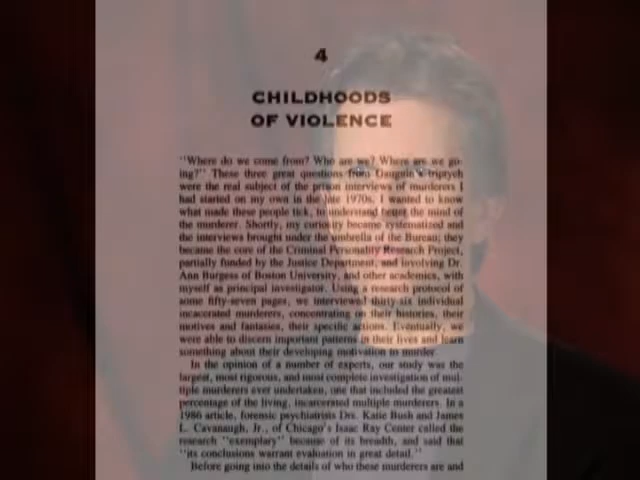 4
CHILDHOODS
OF VIOLENCE
"Where do we come from? Who are we? Where are we go-
ing?" These three great questions from Gauguin's triptych
were the real subject of the prison interviews of murderers I
had started on my own in the late 1970s. I wanted to know
what made these people tick, to understand better the mind of
the murderer. Shortly, my curiosity became systematized and
the interviews brought under the umbrella of the Bureau; they
became the core of the Criminal Personality Research Project,
partially funded by the Justice Department, and involving Dr.
Ann Burgess of Boston University, and other academics, with
myself as principal investigator. Using a research protocol of
some fifty-seven pages, we interviewed thirty-six individual
incacerated murderers, concentrating on their histories, their
motives and fantasies, their specific actions. Eventually, we
were able to discern important patterns in their lives and learn
something about their developing motivation to murder.
In the opinion of a number of experts, our study was the
largest, most rigorous, and most complete investigation of mul-
tiple murderers ever undertaken, one that included the greatest
percentage of the living, incarcerated multiple murderers. In a
1986 article, forensic psychiatrists Drs. Katie Bush and James
L. Cavanaugh, Jr., of Chicago's Isaac Ray Center called the
research "exemplary" because of its breadth, and said that
"its conclusions warrant evaluation in great detail."
Before going into the details of who these murderers are and